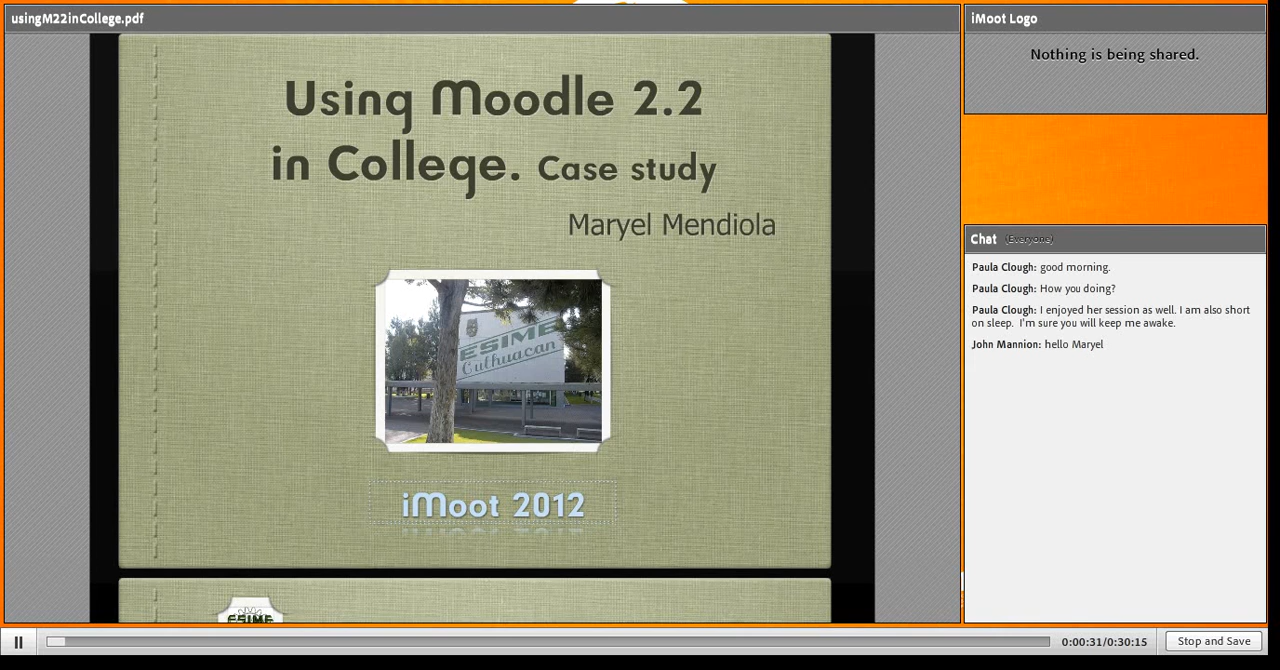 usingM22inCollege.pdf
Using Moodle 2.2
in College. Case study
Maryel Mendiola
ESIME
Culhuacan
iMoot 2012
ESIME
iMoot Logo
Nothing is being shared.
Chat (Everyone)
Paula Clough: good morning.
Paula Clough: How you doing?
Paula Clough: I enjoyed her session as well. I am also short
on sleep. I'm sure you will keep me awake.
John Mannion: hello Maryel
0:00:31/0:30:15
Stop and Save